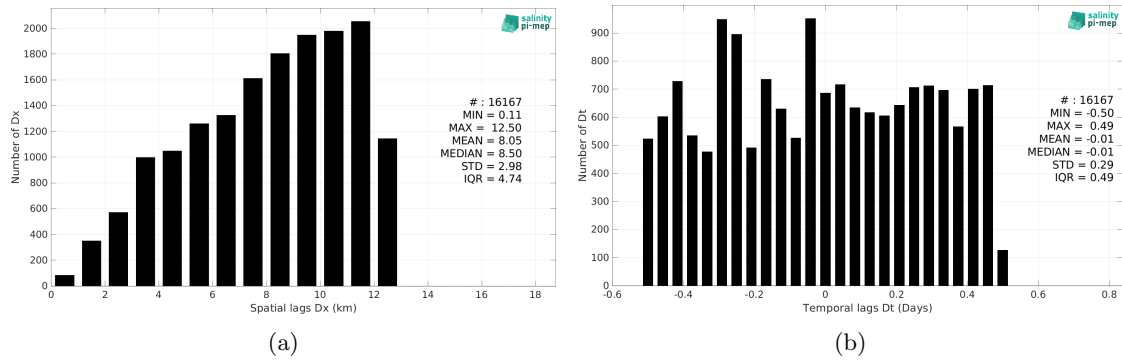 salinity
pi-mep
2000
1800
1600
1400
1200
1000
800
600
400
200
0
Number of Dx
# : 16167
MIN = 0.11
MAX = 12.50
MEAN = 8.05
MEDIAN = 8.50
STD = 2.98
IQR = 4.74
0 2 4 6 8 10 12 14 16 18
Spatial lags Dx (km)
(a)
salinity
pi-mep
900
800
700
600
500
400
300
200
100
0
Number of Dt
# : 16167
MIN = -0.50
MAX = 0.49
MEAN = -0.01
MEDIAN = -0.01
STD = 0.29
IQR = 0.49
-0.6 -0.4 -0.2 0 0.2 0.4 0.6 0.8
Temporal lags Dt (Days)
(b)